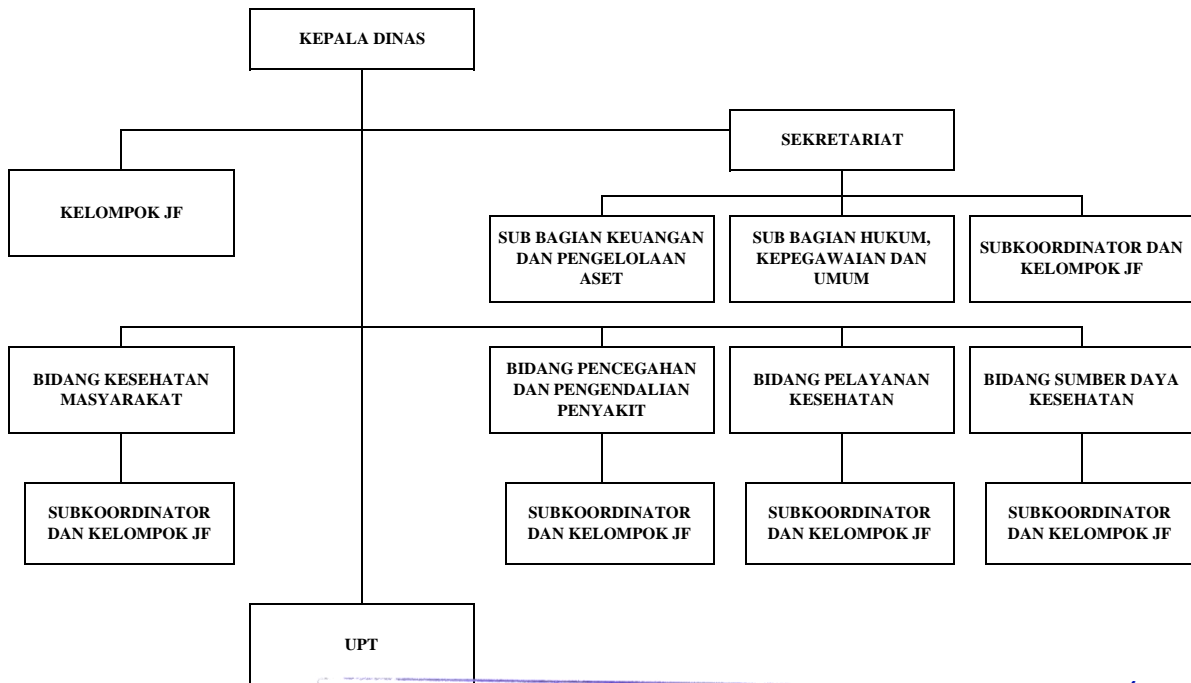 KEPALA DINAS
SEKRETARIAT
KELOMPOK JF
SUB BAGIAN KEUANGAN
DAN PENGELOLAAN
ASET
SUB BAGIAN HUKUM,
KEPEGAWAIAN DAN
UMUM
SUBKOORDINATOR DAN
KELOMPOK JF
BIDANG KESEHATAN
MASYARAKAT
BIDANG PENCEGAHAN
DAN PENGENDALIAN
PENYAKIT
BIDANG PELAYANAN
KESEHATAN
BIDANG SUMBER DAYA
KESEHATAN
SUBKOORDINATOR
DAN KELOMPOK JF
SUBKOORDINATOR
DAN KELOMPOK JF
SUBKOORDINATOR
DAN KELOMPOK JF
SUBKOORDINATOR
DAN KELOMPOK JF
UPT